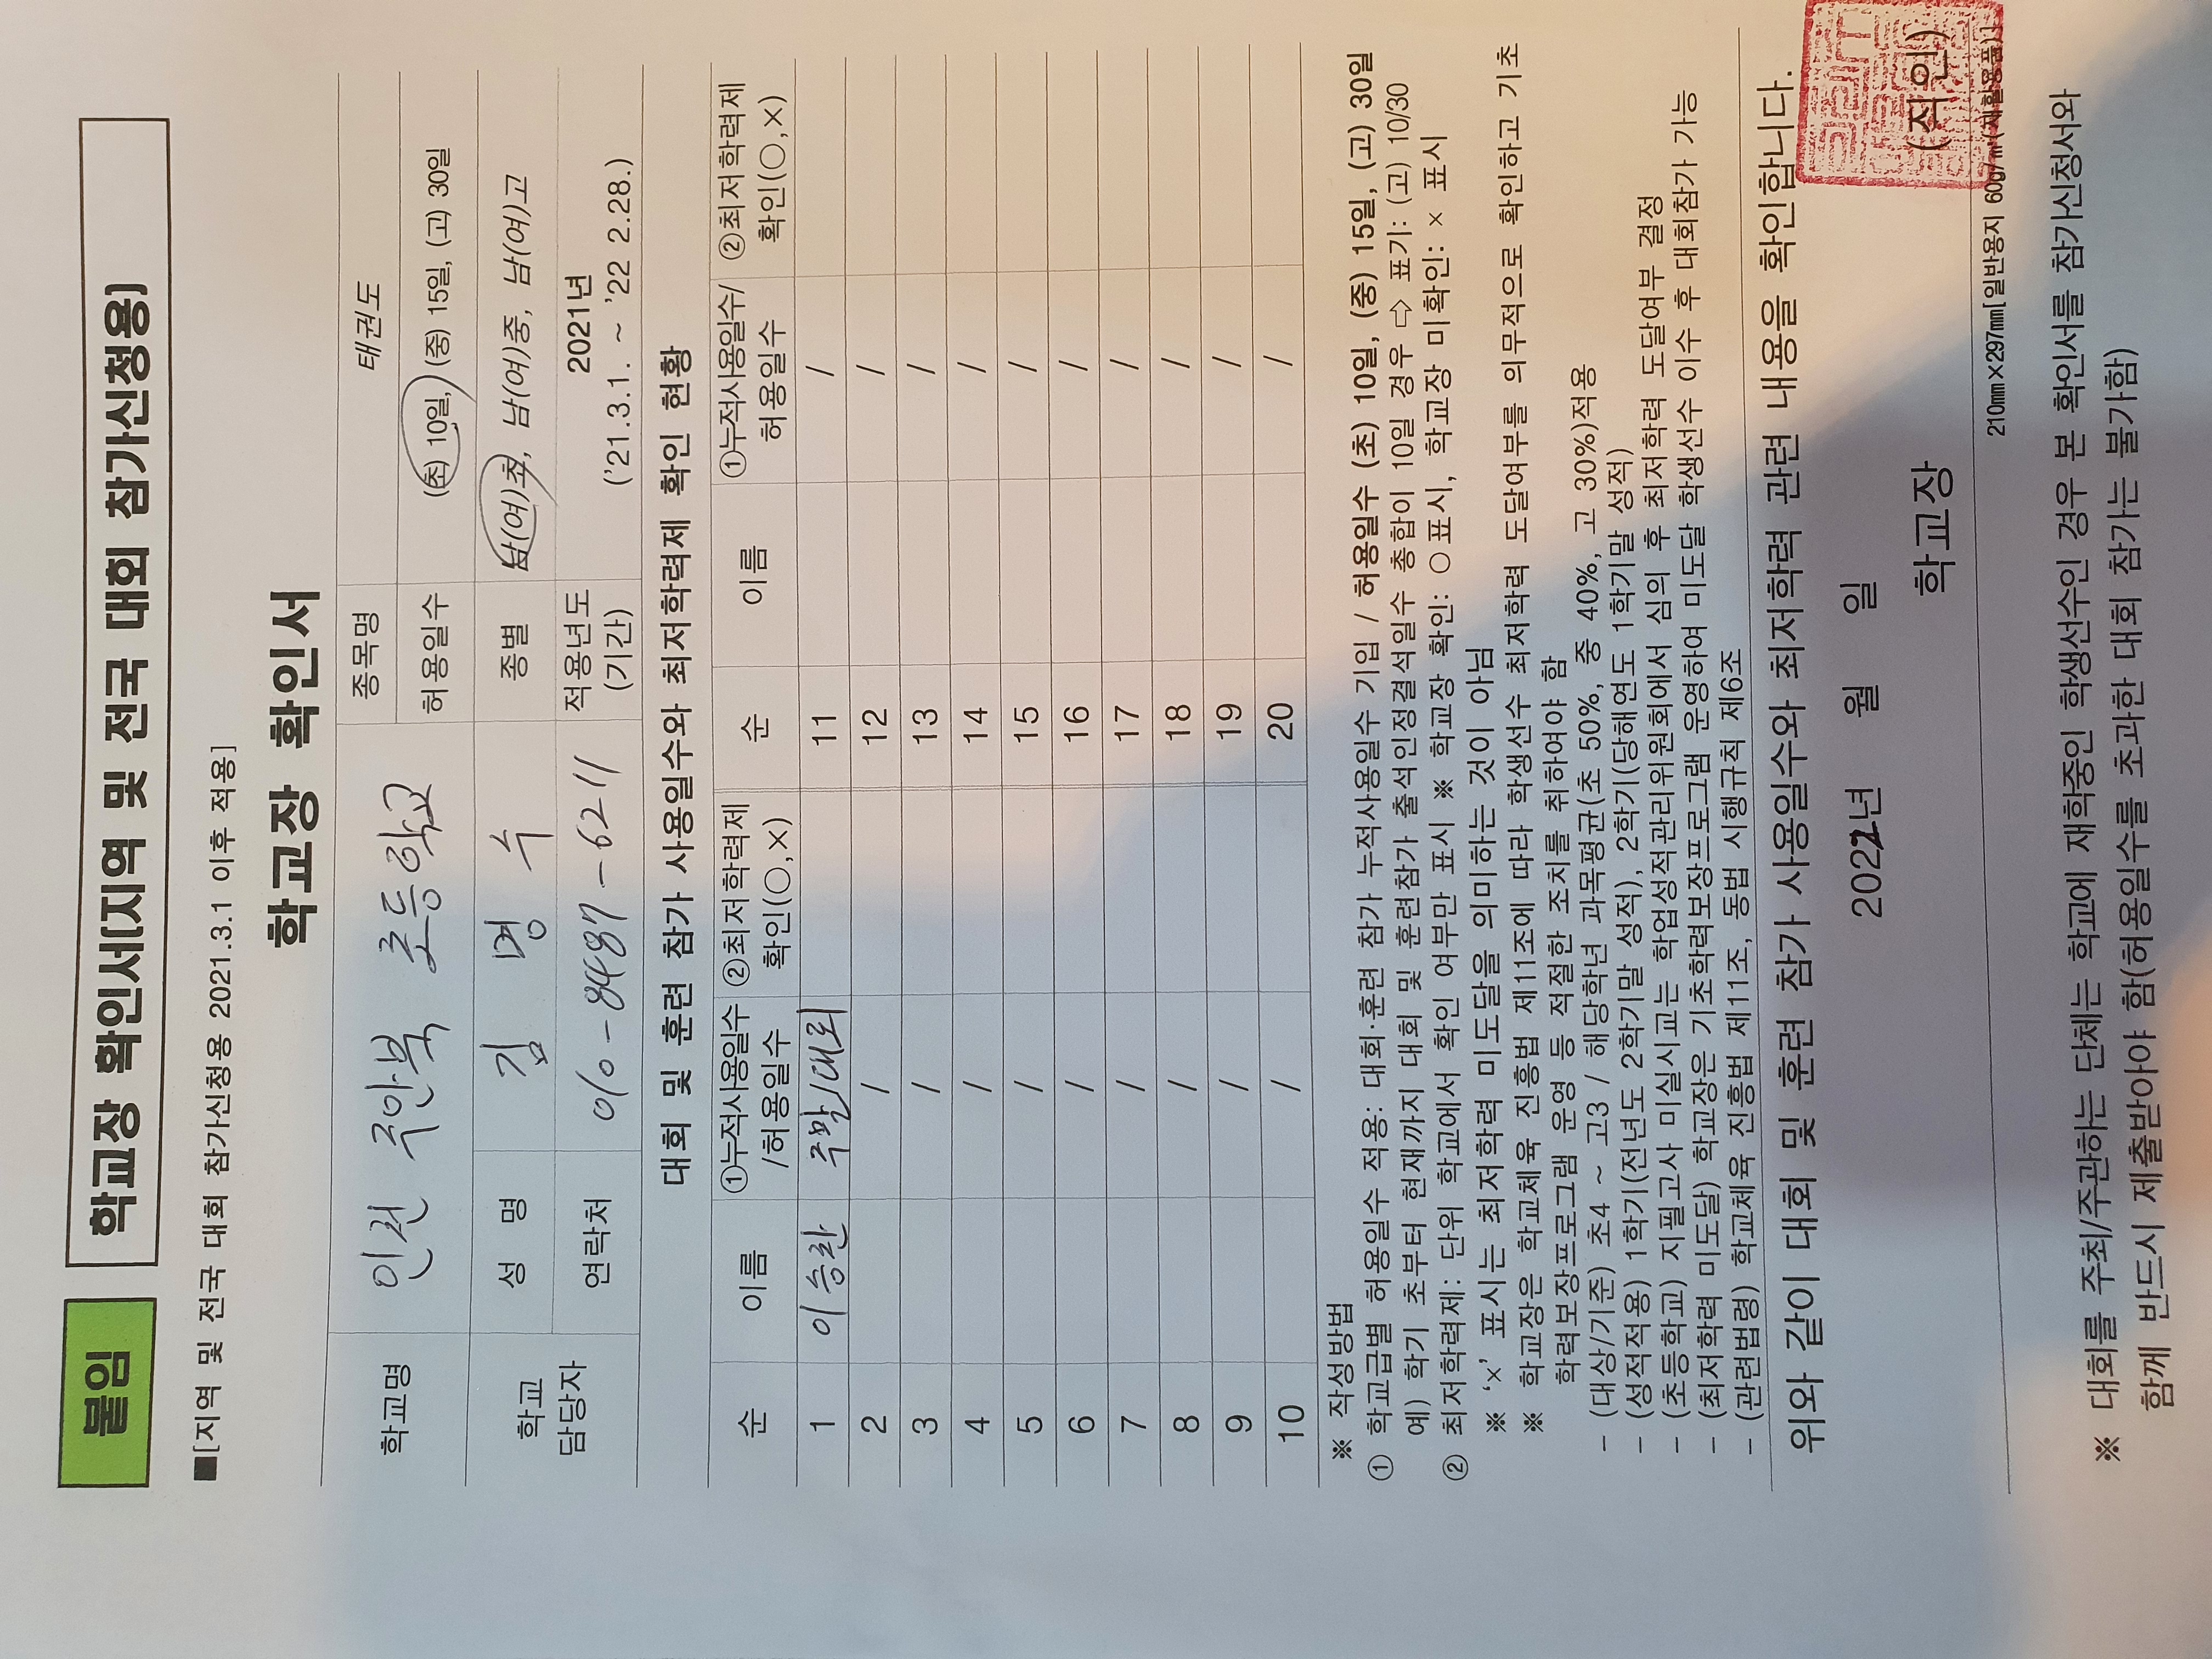 붙임
학교장 확인서[지역 및 전국 대회 참가신청용]
■[지역 및 전국 대회 참가신청용 2021.3.1 이후 적용]
학교장 확인서
학교명 인천 주안북 초등학교 종목명 태권도
허용일수 (초) 10일, (중) 15일, (고) 30일
학교 담당자 성 명 김 명 수 종별 남(여)초, 남(여)중, 남(여)고
연락처 010-8487-6211 적용년도 (기간) 2021년 ('21.3.1. ~ '22 2.28.)
대회 및 훈련 참가 사용일수와 최저학력제 확인 현황
순 이름 ①누적사용일수/허용일수 ②최저학력제 확인(○,×) 순 이름 ①누적사용일수/허용일수 ②최저학력제 확인(○,×)
1 이승찬 주말/대회 11 /
2 / 12 /
3 / 13 /
4 / 14 /
5 / 15 /
6 / 16 /
7 / 17 /
8 / 18 /
9 / 19 /
10 / 20 /
※ 작성방법
① 학교급별 허용일수 적용: 대회·훈련 참가 누적사용일수 기입 / 허용일수 (초) 10일, (중) 15일, (고) 30일
예) 학기 초부터 현재까지 대회 및 훈련참가 출석인정결석일수 총합이 10일 경우 ⇨ 표기: (고) 10/30
② 최저학력제: 단위 학교에서 확인 여부만 표시 ※ 학교장 확인: ○ 표시, 학교장 미확인: × 표시
※ '×' 표시는 최저학력 미도달을 의미하는 것이 아님
※ 학교장은 학교체육 진흥법 제11조에 따라 학생선수 최저학력 도달여부를 의무적으로 확인하고 기초
학력보장프로그램 운영 등 적절한 조치를 취하여야 함
- (대상/기준) 초4 ~ 고3 / 해당학년 과목평균(초 50%, 중 40%, 고 30%)적용
- (성적적용) 1학기(전년도 2학기말 성적), 2학기(당해연도 1학기말 성적)
- (초등학교) 지필고사 미실시교는 학업성적관리위원회에서 심의 후 최저학력 도달여부 결정
- (최저학력 미도달) 학교장은 기초학력보장프로그램 운영하여 미도달 학생선수 이수 후 대회참가 가능
- (관련법령) 학교체육 진흥법 제11조, 동법 시행규칙 제6조
위와 같이 대회 및 훈련 참가 사용일수와 최저학력 관련 내용을 확인합니다.
2022년 월 일
학교장 (직인)
210㎜×297㎜[일반용지 60g/㎡(재활용품)]
※ 대회를 주최/주관하는 단체는 학교에 재학중인 학생선수인 경우 본 확인서를 참가신청서와
함께 반드시 제출받아야 함(허용일수를 초과한 대회 참가는 불가함)